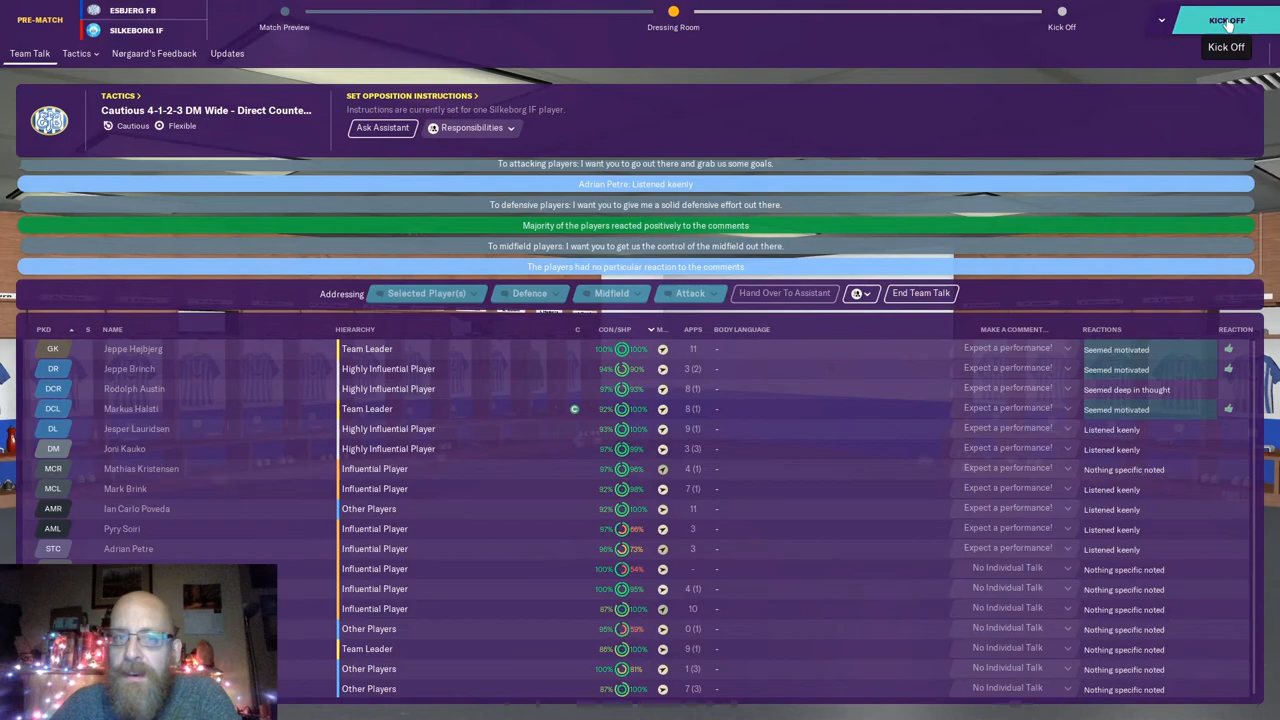 PRE-MATCH
ESBJERG FB
SILKEBORG IF
Match Preview
Dressing Room
Kick Off
KICK OFF
Kick Off
Team Talk
Tactics
Nørgaard's Feedback
Updates
TACTICS
Cautious 4-1-2-3 DM Wide - Direct Counte...
Cautious Flexible
SET OPPOSITION INSTRUCTIONS
Instructions are currently set for one Silkeborg IF player.
Ask Assistant
Responsibilities
To attacking players: I want you to go out there and grab us some goals.
Adrian Petre: Listened keenly
To defensive players: I want you to give me a solid defensive effort out there.
Majority of the players reacted positively to the comments
To midfield players: I want you to get us the control of the midfield out there.
The players had no particular reaction to the comments
Addressing Selected Player(s) Defence Midfield Attack Hand Over To Assistant End Team Talk
PKD S NAME HIERARCHY C CON/SHP M... APPS BODY LANGUAGE MAKE A COMMENT... REACTIONS REACTION
GK Jeppe Højbjerg Team Leader 100% 100% 11 - Expect a performance! Seemed motivated
DR Jeppe Brinch Highly Influential Player 94% 90% 3 (2) - Expect a performance! Seemed motivated
DCR Rodolph Austin Highly Influential Player 97% 93% 8 (1) - Expect a performance! Seemed deep in thought
DCL Markus Halsti Team Leader C 92% 100% 8 (1) - Expect a performance! Seemed motivated
DL Jesper Lauridsen Highly Influential Player 93% 100% 9 (1) - Expect a performance! Listened keenly
DM Joni Kauko Highly Influential Player 97% 99% 3 (3) - Expect a performance! Listened keenly
MCR Mathias Kristensen Influential Player 97% 96% 4 (1) - Expect a performance! Nothing specific noted
MCL Mark Brink Influential Player 92% 98% 7 (1) - Expect a performance! Listened keenly
AMR Ian Carlo Poveda Other Players 92% 100% 11 - Expect a performance! Listened keenly
AML Pyry Soiri Influential Player 97% 66% 3 - Expect a performance! Listened keenly
STC Adrian Petre Influential Player 96% 73% 3 - Expect a performance! Listened keenly
Influential Player 100% 54% - - No Individual Talk Nothing specific noted
Influential Player 100% 95% 4 (1) - No Individual Talk Nothing specific noted
Influential Player 87% 100% 10 - No Individual Talk Nothing specific noted
Other Players 95% 59% 0 (1) - No Individual Talk Nothing specific noted
Team Leader 86% 100% 9 (1) - No Individual Talk Nothing specific noted
Other Players 100% 81% 1 (3) - No Individual Talk Nothing specific noted
Other Players 87% 100% 7 (3) - No Individual Talk Nothing specific noted